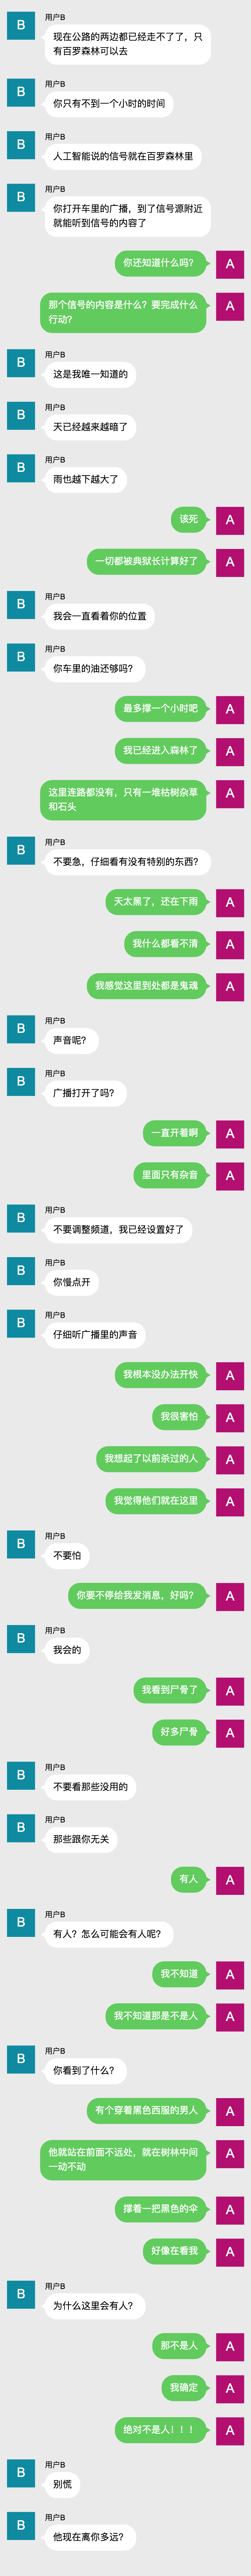 B
用户B
现在公路的两边都已经走不了了，只
有百罗森林可以去
B
用户B
你只有不到一个小时的时间
B
用户B
人工智能说的信号就在百罗森林里
B
用户B
你打开车里的广播，到了信号源附近
就能听到信号的内容了
你还知道什么吗？
A
那个信号的内容是什么？要完成什么
行动？
A
B
用户B
这是我唯一知道的
B
用户B
天已经越来越暗了
B
用户B
雨也越下越大了
该死
A
一切都被典狱长计算好了
A
B
用户B
我会一直看着你的位置
B
用户B
你车里的油还够吗？
最多撑一个小时吧
A
我已经进入森林了
A
这里连路都没有，只有一堆枯树杂草
和石头
A
B
用户B
不要急，仔细看有没有特别的东西？
天太黑了，还在下雨
A
我什么都看不清
A
我感觉这里到处都是鬼魂
A
B
用户B
声音呢？
B
用户B
广播打开了吗？
一直开着啊
A
里面只有杂音
A
B
用户B
不要调整频道，我已经设置好了
B
用户B
你慢点开
B
用户B
仔细听广播里的声音
我根本没办法开快
A
我很害怕
A
我想起了以前杀过的人
A
我觉得他们就在这里
A
B
用户B
不要怕
你要不停给我发消息，好吗？
A
B
用户B
我会的
我看到尸骨了
A
好多尸骨
A
B
用户B
不要看那些没用的
B
用户B
那些跟你无关
有人
A
B
用户B
有人？怎么可能会有人呢？
我不知道
A
我不知道那是不是人
A
B
用户B
你看到了什么？
有个穿着黑色西服的男人
A
他就站在前面不远处，就在树林中间
一动不动
A
撑着一把黑色的伞
A
好像在看我
A
B
用户B
为什么这里会有人？
那不是人
A
我确定
A
绝对不是人！！！
A
B
用户B
别慌
B
用户B
他现在离你多远？